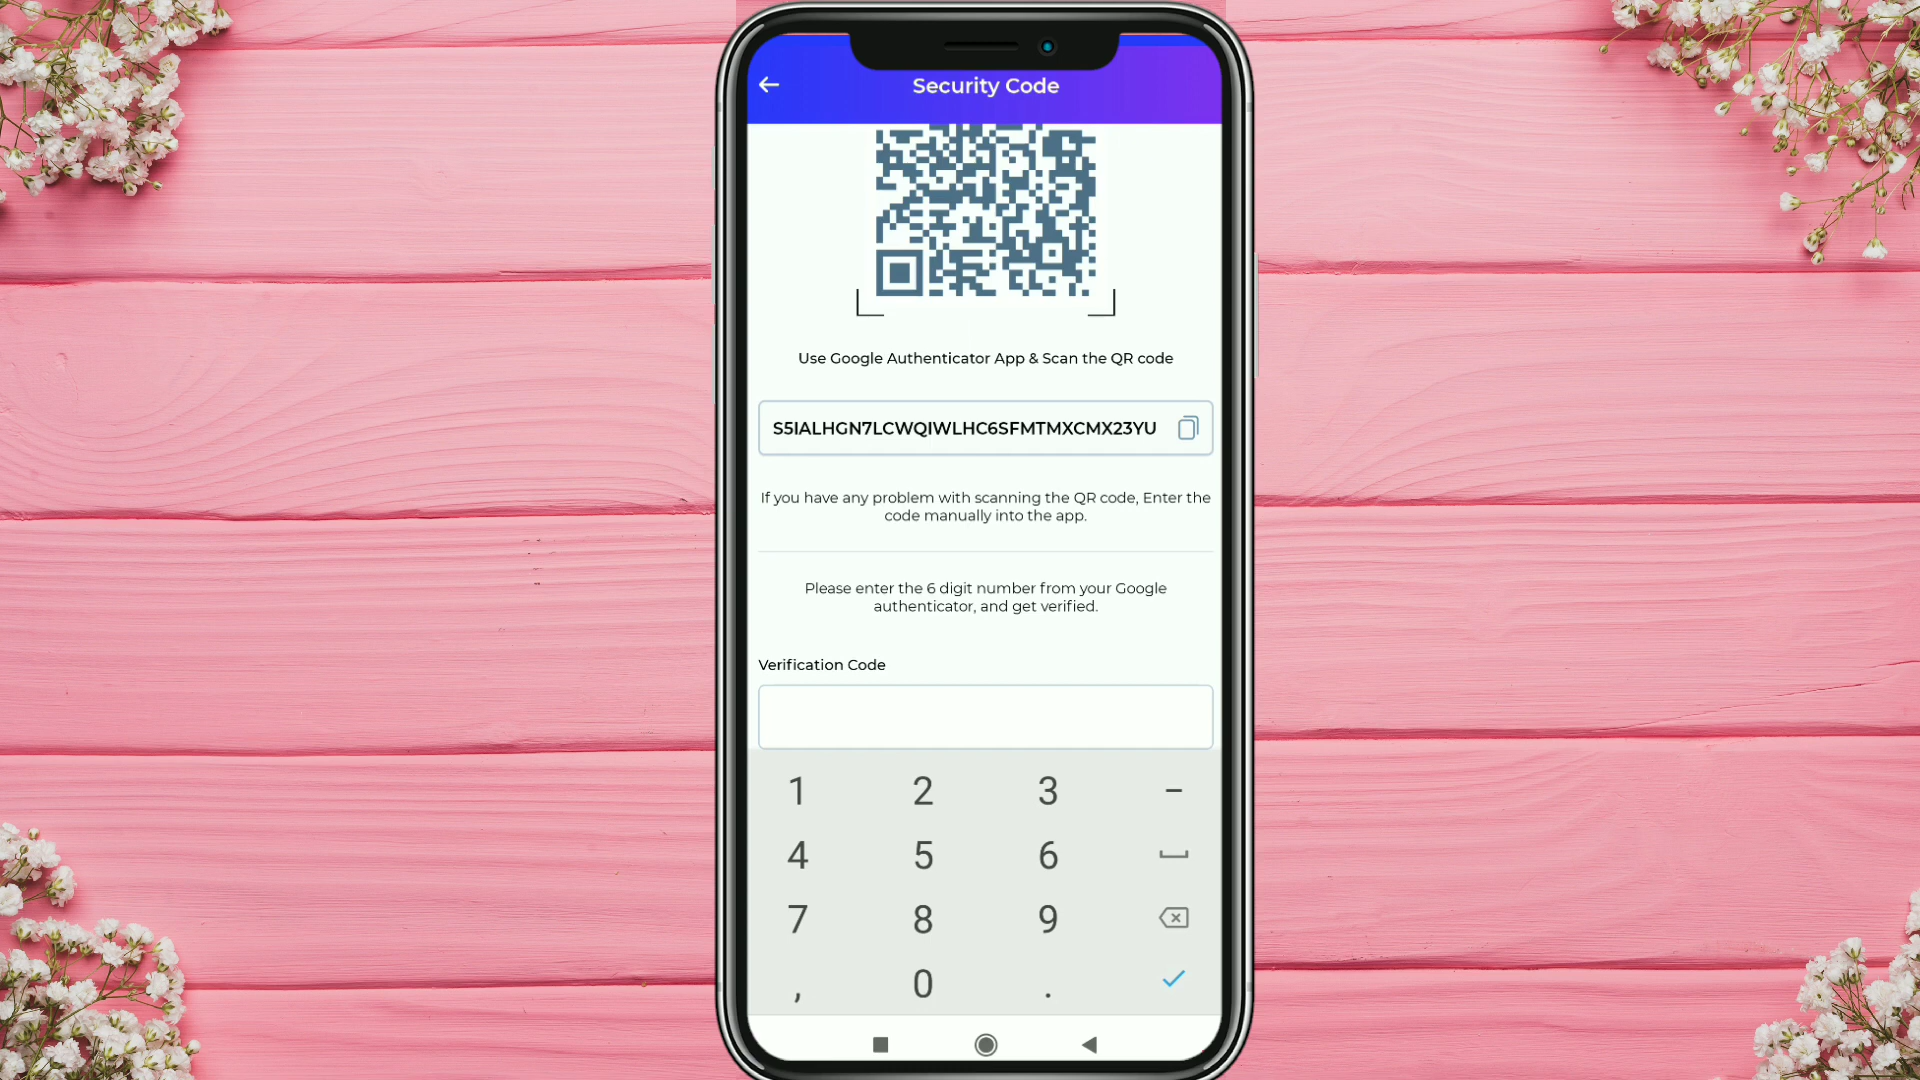 Security Code
Use Google Authenticator App & Scan the QR code
S5IALHGN7LCWQIWLHC6SFMTMXCMX23YU
If you have any problem with scanning the QR code, Enter the
code manually into the app.
Please enter the 6 digit number from your Google
authenticator, and get verified.
Verification Code
1 2 3 –
4 5 6
7 8 9
, 0 .